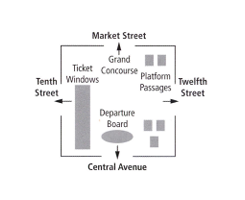 Market Street
Grand
Concourse
Ticket
Windows
Platform
Passages
Tenth
Street
Twelfth
Street
Departure
Board
Central Avenue